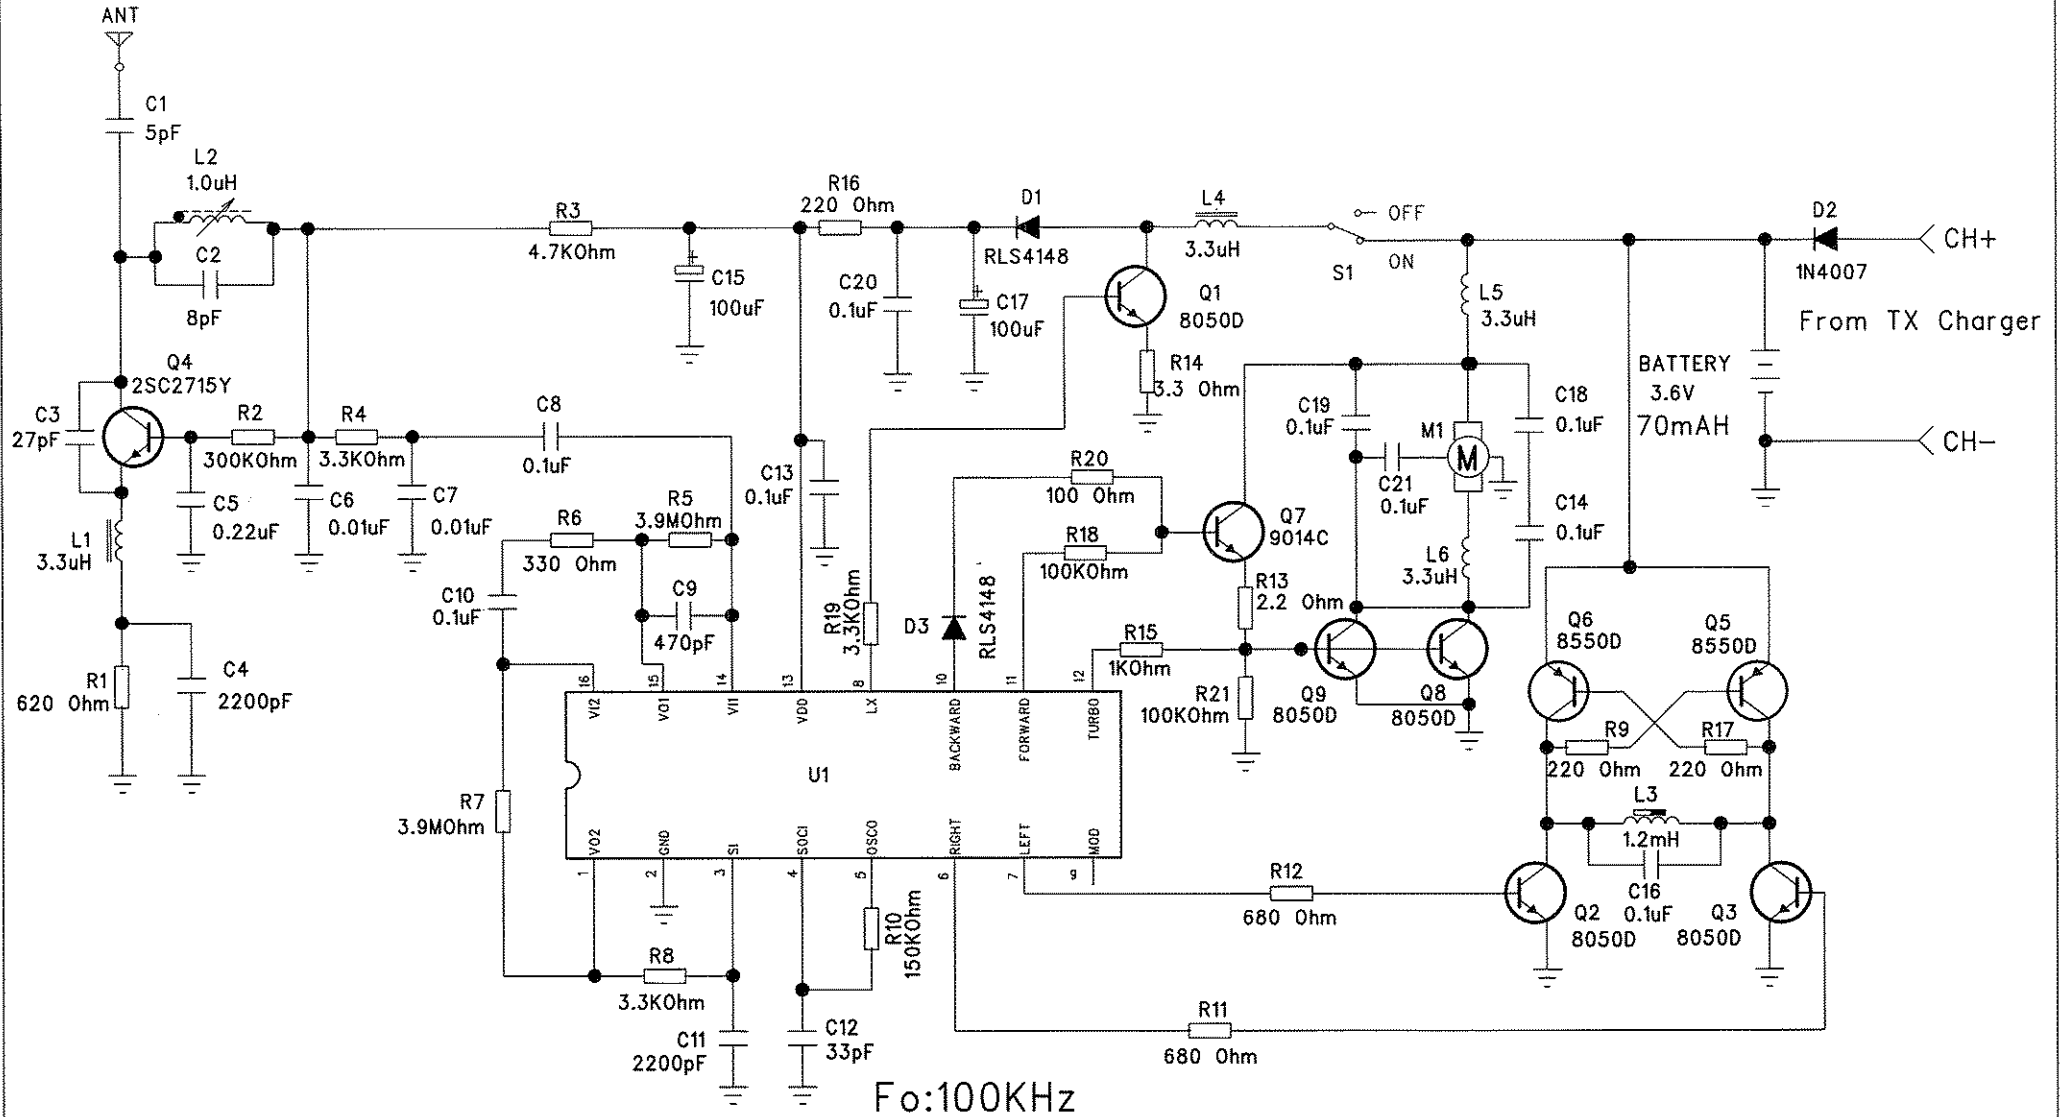 ANT
C1
5pF
L2
1.0uH
C2
8pF
R3
4.7KOhm
C15
100uF
R16
220 Ohm
C20
0.1uF
C17
100uF
D1
RLS4148
L4
3.3uH
Q1
8050D
R14
3.3 Ohm
OFF
S1
ON
L5
3.3uH
D2
1N4007
CH+
From TX Charger
BATTERY
3.6V
70mAH
CH-
Q4
2SC2715Y
C3
27pF
R2
300KOhm
R4
3.3KOhm
C8
0.1uF
C5
0.22uF
C6
0.01uF
C7
0.01uF
L1
3.3uH
R6
330 Ohm
R5
3.9MOhm
C9
470pF
C10
0.1uF
C13
0.1uF
R19
3.3KOhm
R20
100 Ohm
R18
100KOhm
D3
RLS4148
Q7
9014C
R13
2.2 Ohm
R15
1KOhm
R21
100KOhm
C19
0.1uF
C21
0.1uF
M1
M
C18
0.1uF
C14
0.1uF
L6
3.3uH
Q9
8050D
Q8
8050D
Q6
8550D
Q5
8550D
R9
220 Ohm
R17
220 Ohm
L3
1.2mH
C16
0.1uF
Q2
8050D
Q3
8050D
R1
620 Ohm
C4
2200pF
R7
3.9MOhm
16
15
14
13
8
10
11
12
VI2
VO1
VI1
VDD
LX
BACKWARD
FORWARD
TURBO
U1
VO2
GND
SI
SOCI
OSCO
RIGHT
LEFT
MOD
1
2
3
4
5
6
7
9
R8
3.3KOhm
R10
150KOhm
C11
2200pF
C12
33pF
R12
680 Ohm
R11
680 Ohm
Fo:100KHz